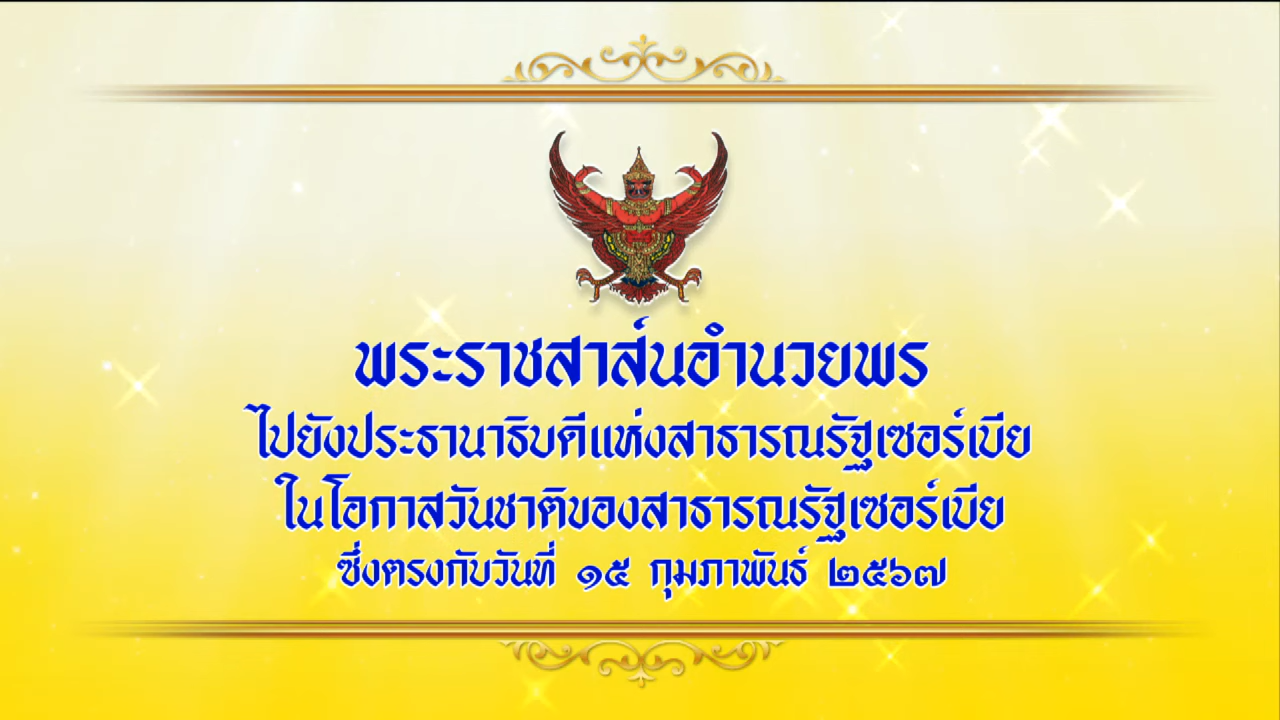 พระราชสาส์นอำนวยพร
ไปยังประธานาธิบดีแห่งสาธารณรัฐเซอร์เบีย
ในโอกาสวันชาติของสาธารณรัฐเซอร์เบีย
ซึ่งตรงกับวันที่ ๑๕ กุมภาพันธ์ ๒๕๖๗